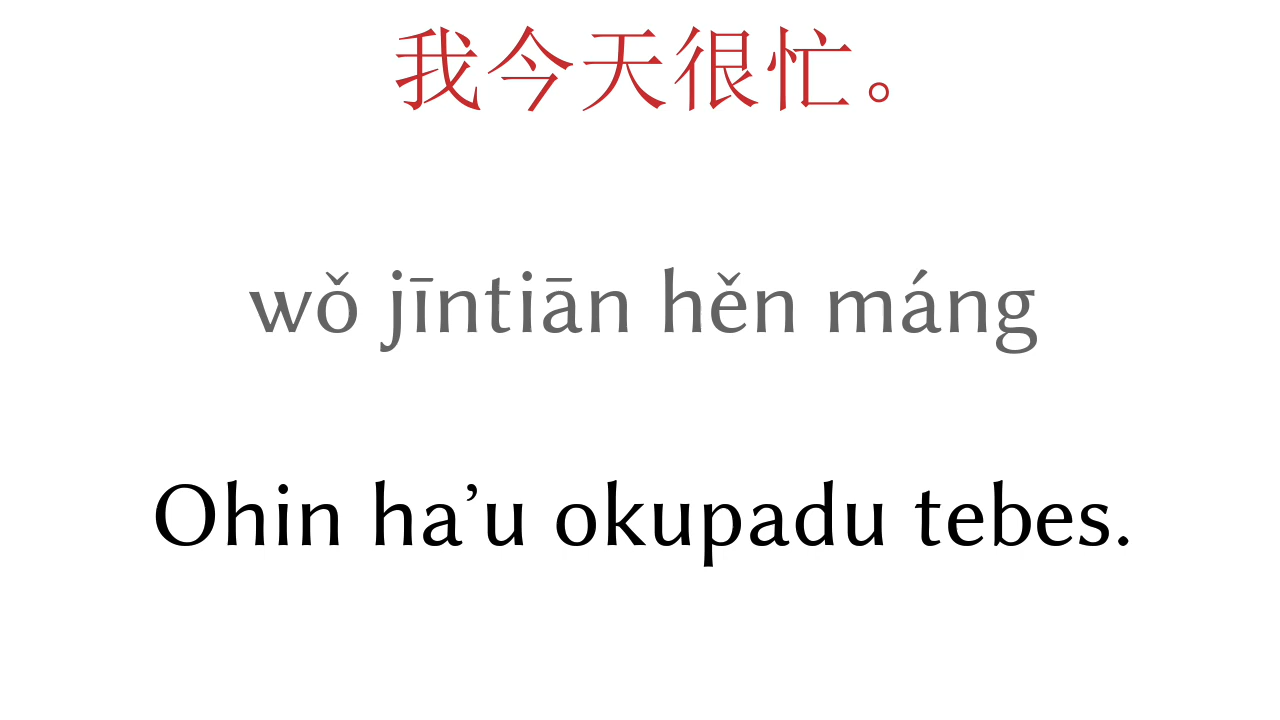 我今天很忙。
wǒ jīntiān hěn máng
Ohin ha’u okupadu tebes.